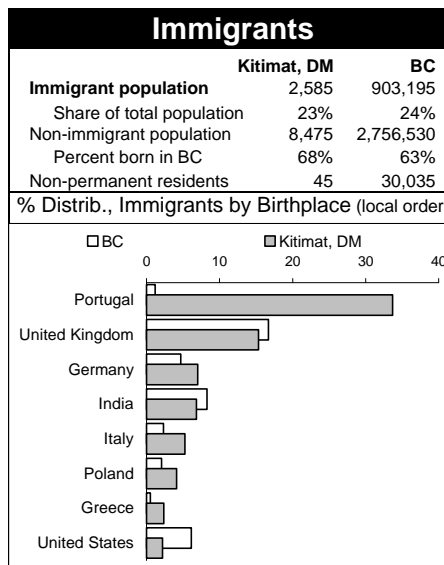 Immigrants
Kitimat, DM BC
Immigrant population 2,585 903,195
Share of total population 23% 24%
Non-immigrant population 8,475 2,756,530
Percent born in BC 68% 63%
Non-permanent residents 45 30,035
% Distrib., Immigrants by Birthplace (local order
BC Kitimat, DM
0 10 20 30 40
Portugal
United Kingdom
Germany
India
Italy
Poland
Greece
United States